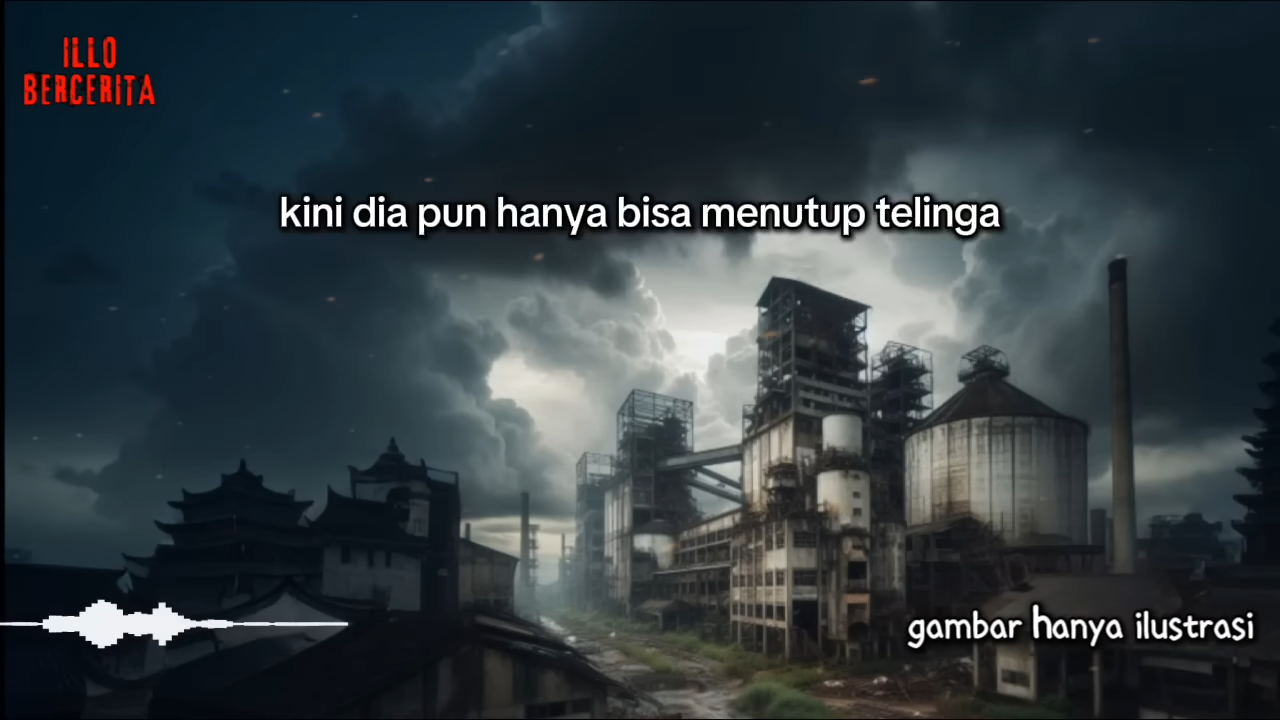 ILLO
BERCERITA
kini dia pun hanya bisa menutup telinga
gambar hanya ilustrasi